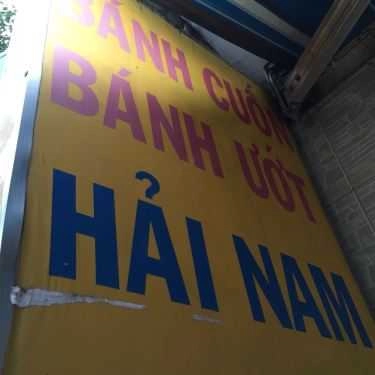 BÁNH CUỐN
BÁNH ƯỚT
HẢI NAM